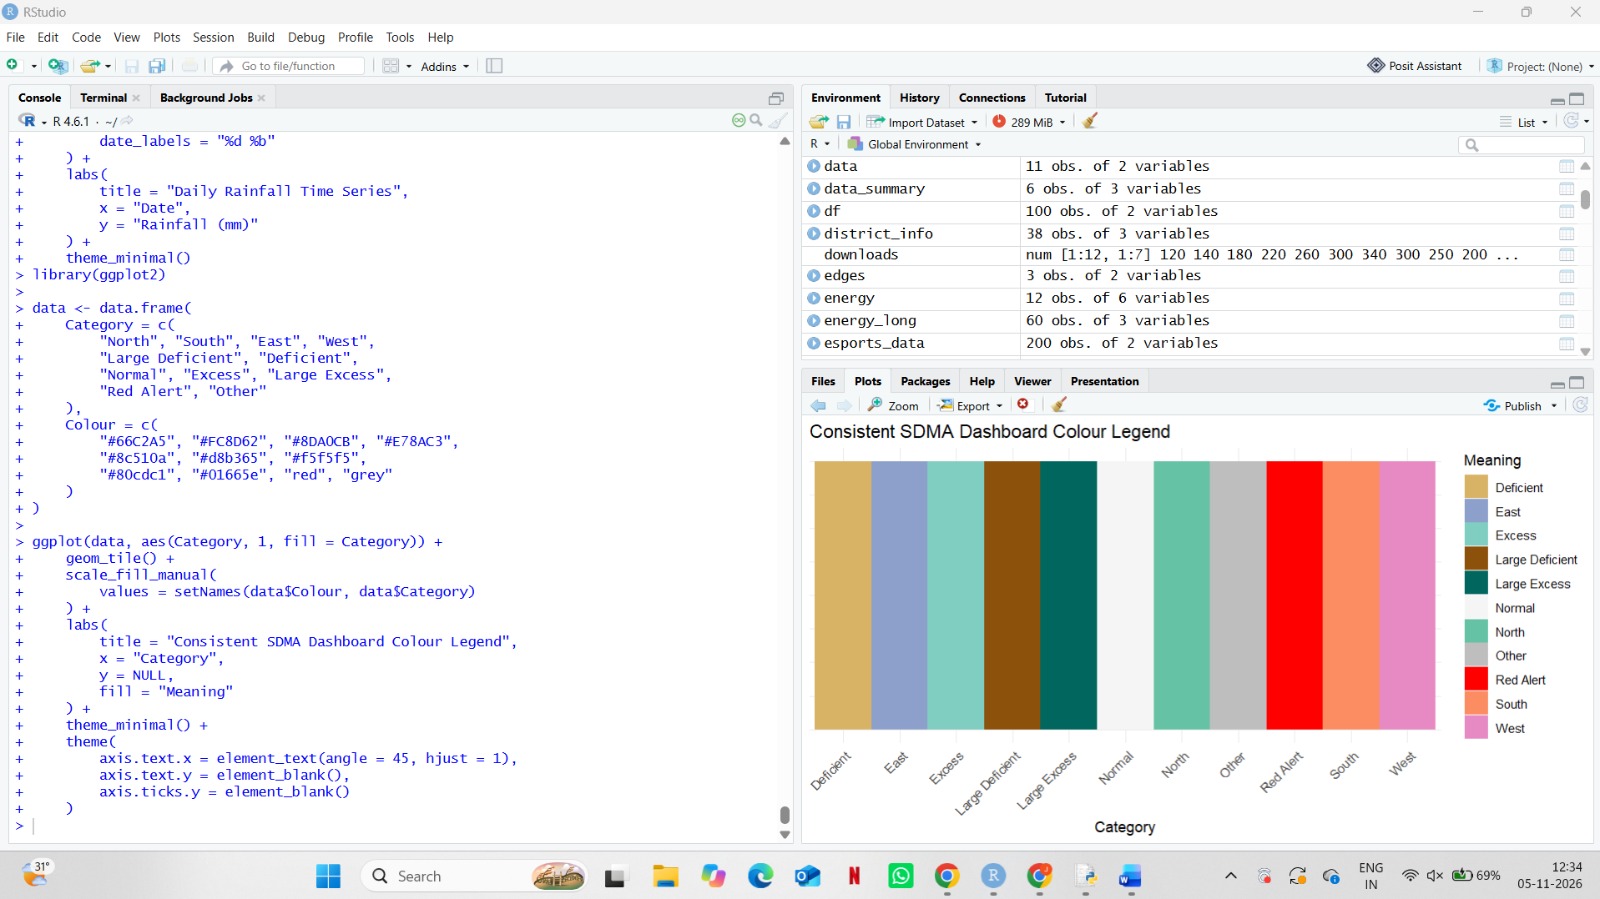 RStudio
File Edit Code View Plots Session Build Debug Profile Tools Help
Go to file/function
Addins
Posit Assistant
Project: (None)
Console Terminal Background Jobs
R 4.6.1 · ~/
+ date_labels = "%d %b"
+ ) +
+ labs(
+ title = "Daily Rainfall Time Series",
+ x = "Date",
+ y = "Rainfall (mm)"
+ ) +
+ theme_minimal()
> library(ggplot2)
>
> data <- data.frame(
+ Category = c(
+ "North", "South", "East", "West",
+ "Large Deficient", "Deficient",
+ "Normal", "Excess", "Large Excess",
+ "Red Alert", "Other"
+ ),
+ Colour = c(
+ "#66C2A5", "#FC8D62", "#8DA0CB", "#E78AC3",
+ "#8c510a", "#d8b365", "#f5f5f5",
+ "#80cdc1", "#01665e", "red", "grey"
+ )
+ )
>
> ggplot(data, aes(Category, 1, fill = Category)) +
+ geom_tile() +
+ scale_fill_manual(
+ values = setNames(data$Colour, data$Category)
+ ) +
+ labs(
+ title = "Consistent SDMA Dashboard Colour Legend",
+ x = "Category",
+ y = NULL,
+ fill = "Meaning"
+ ) +
+ theme_minimal() +
+ theme(
+ axis.text.x = element_text(angle = 45, hjust = 1),
+ axis.text.y = element_blank(),
+ axis.ticks.y = element_blank()
+ )
>
Environment History Connections Tutorial
Import Dataset 289 MiB List
R Global Environment
data 11 obs. of 2 variables
data_summary 6 obs. of 3 variables
df 100 obs. of 2 variables
district_info 38 obs. of 3 variables
downloads num [1:12, 1:7] 120 140 180 220 260 300 340 300 250 200 ...
edges 3 obs. of 2 variables
energy 12 obs. of 6 variables
energy_long 60 obs. of 3 variables
esports_data 200 obs. of 2 variables
Files Plots Packages Help Viewer Presentation
Zoom Export Publish
Consistent SDMA Dashboard Colour Legend
Meaning
Deficient
East
Excess
Large Deficient
Large Excess
Normal
North
Other
Red Alert
South
West
Deficient
East
Excess
Large Deficient
Large Excess
Normal
North
Other
Red Alert
South
West
Category
31°
Search
ENG
IN
69%
12:34
05-11-2026